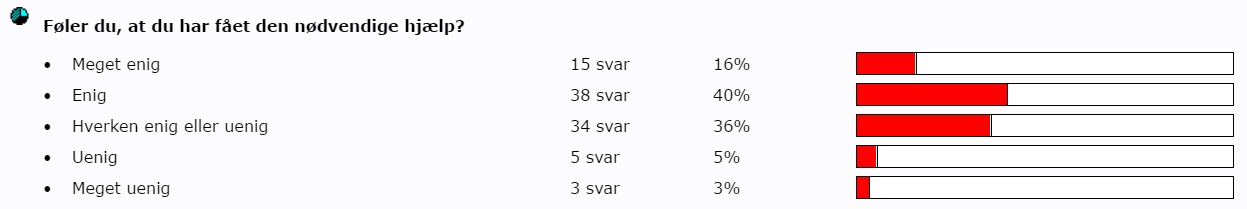 Føler du, at du har fået den nødvendige hjælp?
• Meget enig 15 svar 16%
• Enig 38 svar 40%
• Hverken enig eller uenig 34 svar 36%
• Uenig 5 svar 5%
• Meget uenig 3 svar 3%